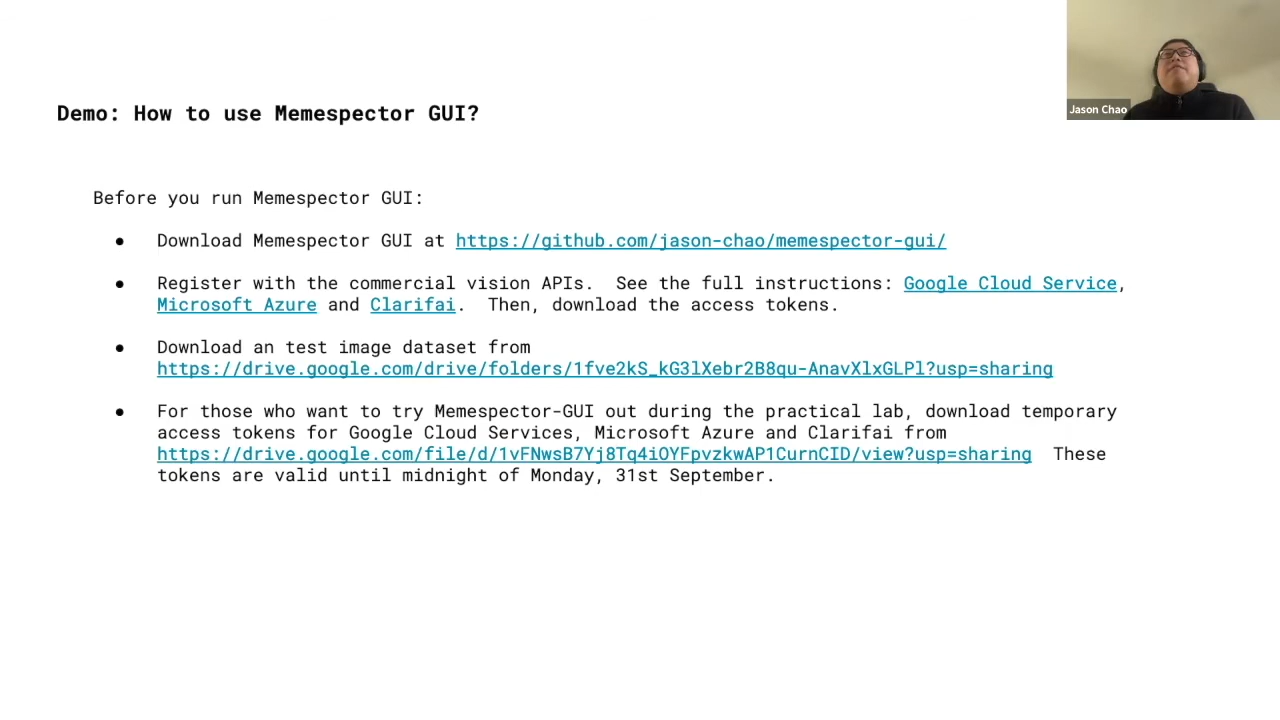 Jason Chao
Demo: How to use Memespector GUI?
Before you run Memespector GUI:
● Download Memespector GUI at https://github.com/jason-chao/memespector-gui/
● Register with the commercial vision APIs.  See the full instructions: Google Cloud Service,
Microsoft Azure and Clarifai.  Then, download the access tokens.
● Download an test image dataset from
https://drive.google.com/drive/folders/1fve2kS_kG3lXebr2B8qu-AnavXlxGLPl?usp=sharing
● For those who want to try Memespector-GUI out during the practical lab, download temporary
access tokens for Google Cloud Services, Microsoft Azure and Clarifai from
https://drive.google.com/file/d/1vFNwsB7Yj8Tq4iOYFpvzkwAP1CurnCID/view?usp=sharing  These
tokens are valid until midnight of Monday, 31st September.